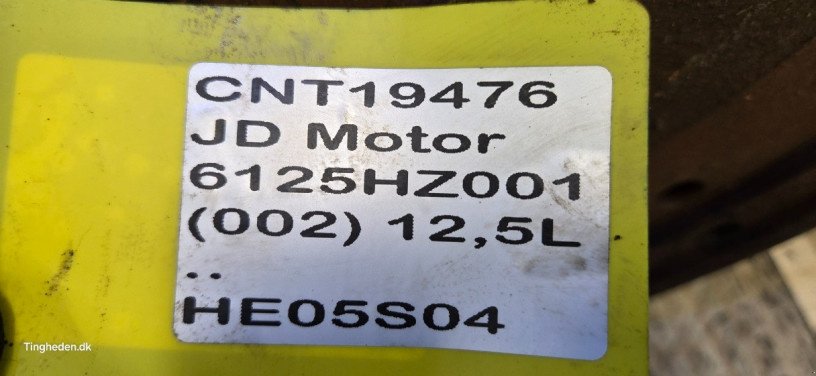 CNT19476
JD Motor
6125HZ001
(002) 12,5L
..
HE05S04
Tingheden.dk